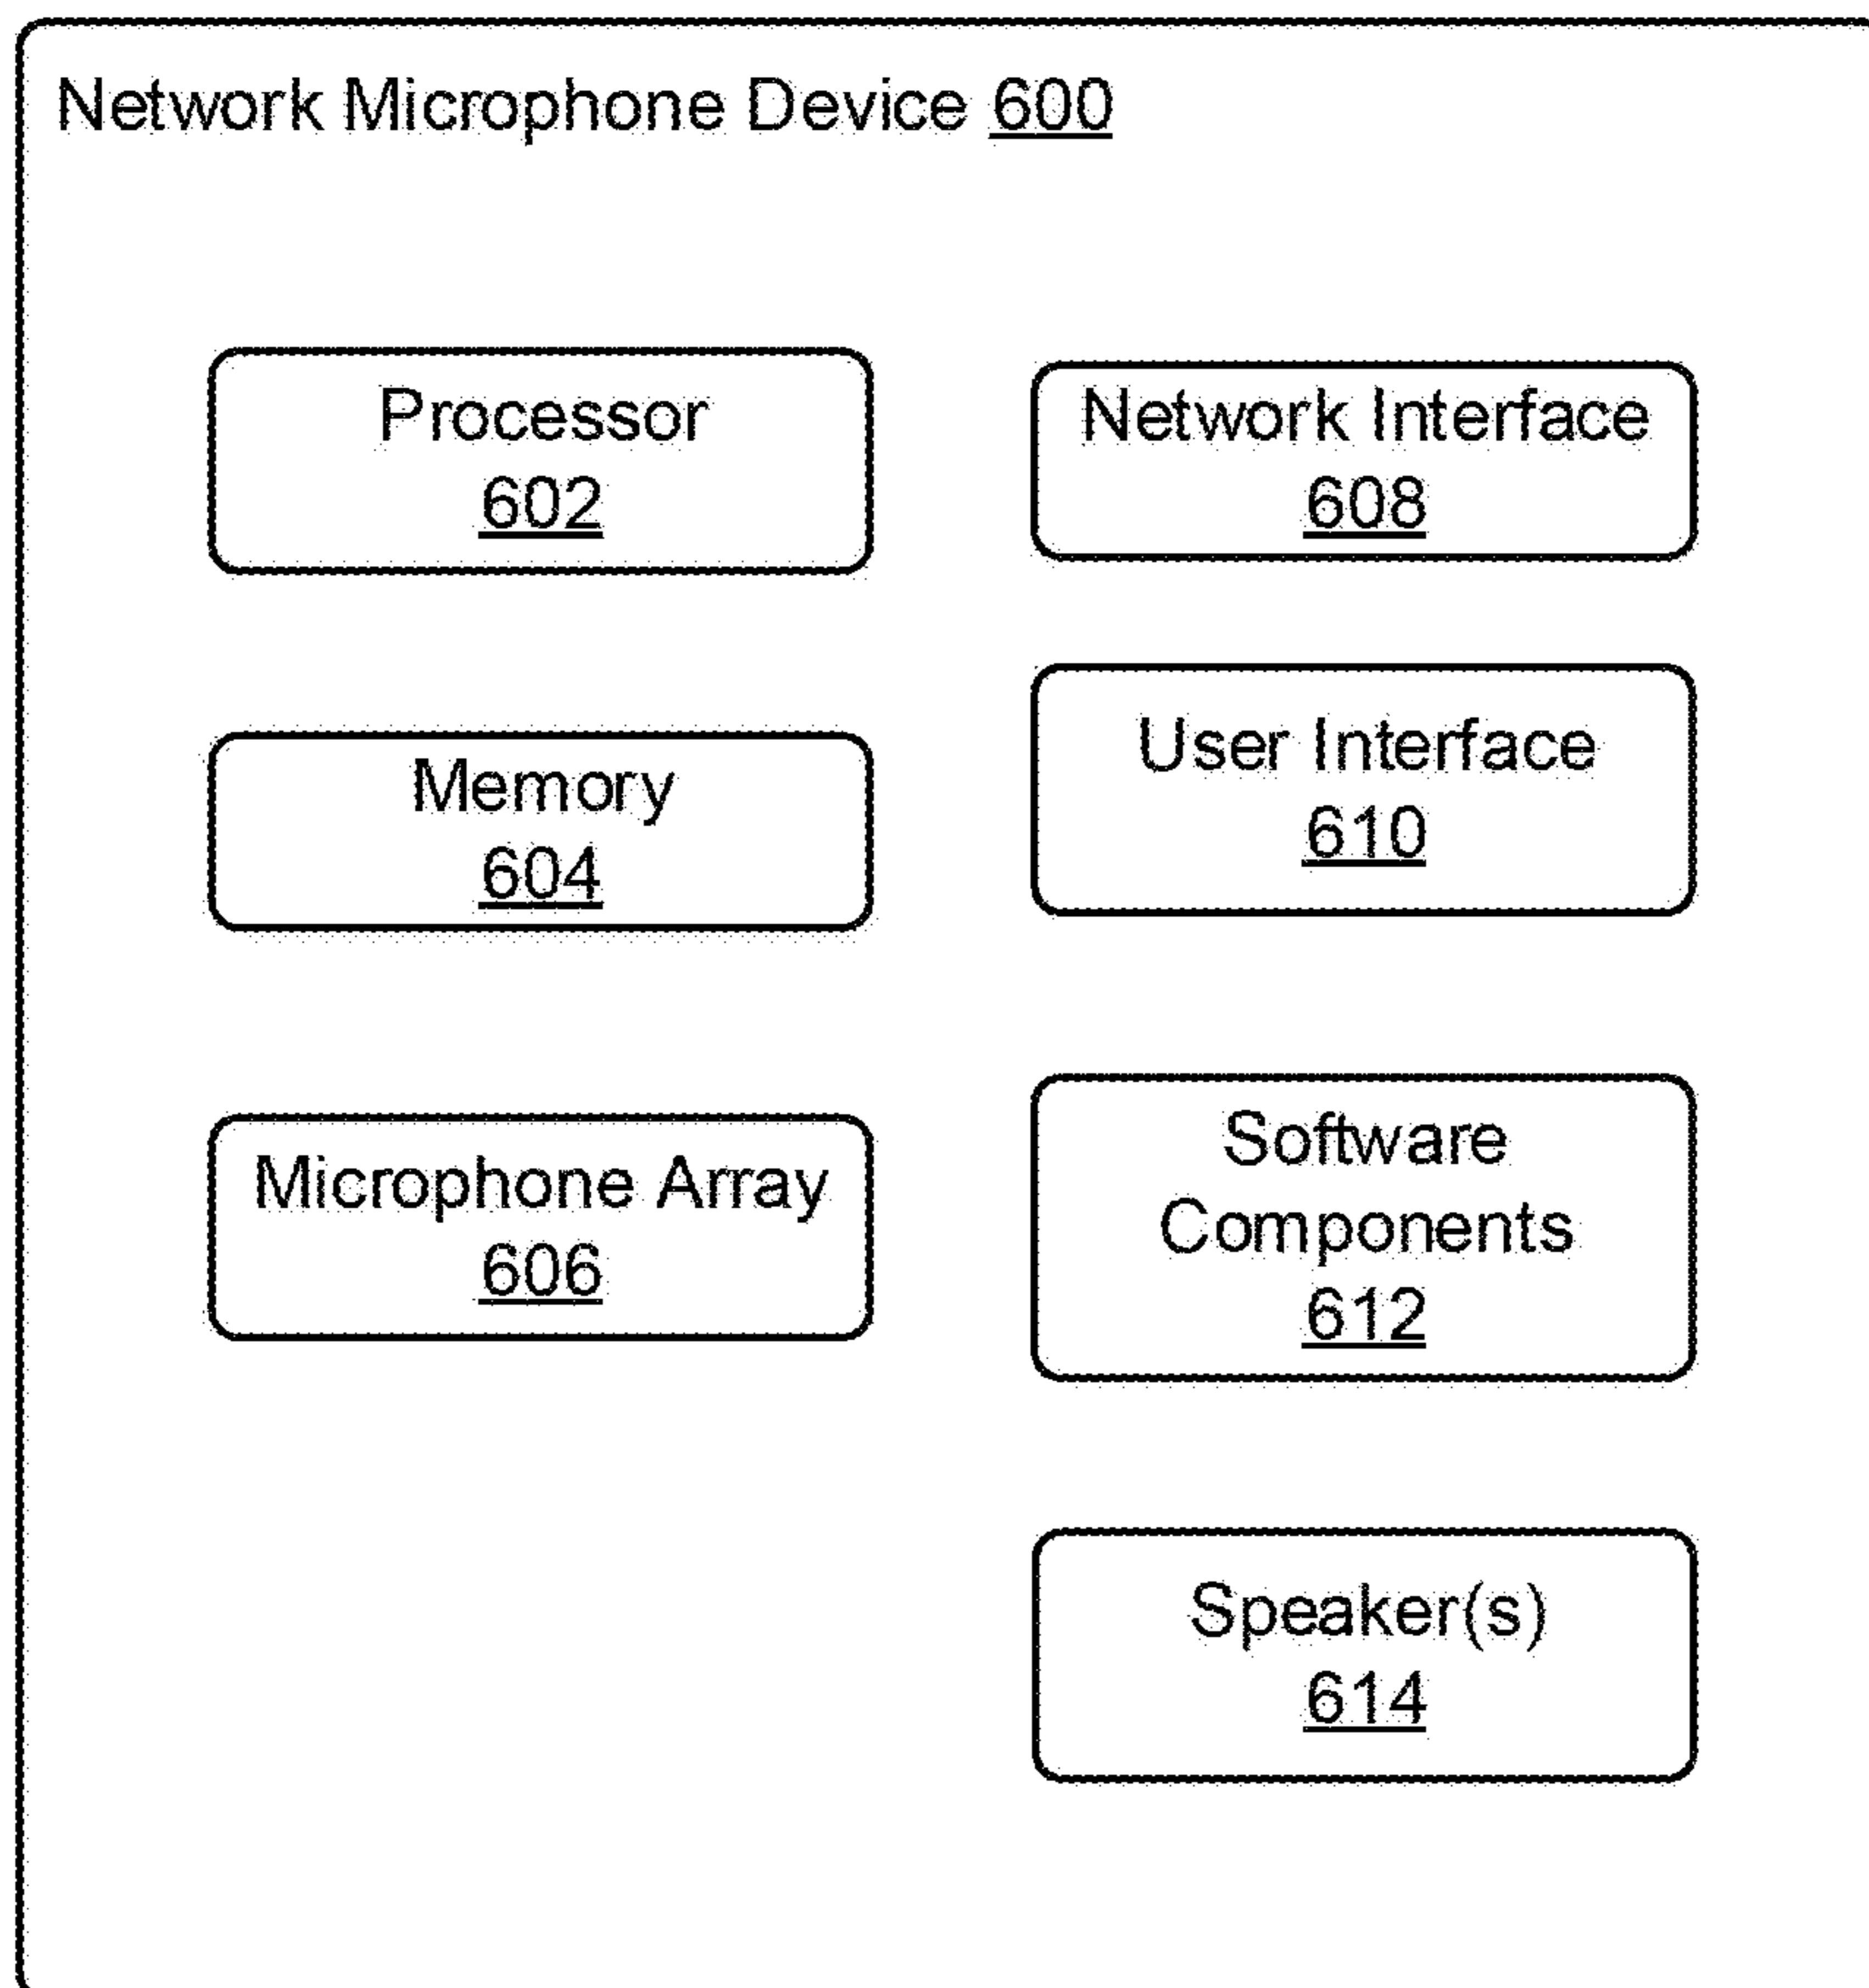 Network Microphone Device 600
Processor
602
Memory
604
Microphone Array
606
Network Interface
608
User Interface
610
Software
Components
612
Speaker(s)
614